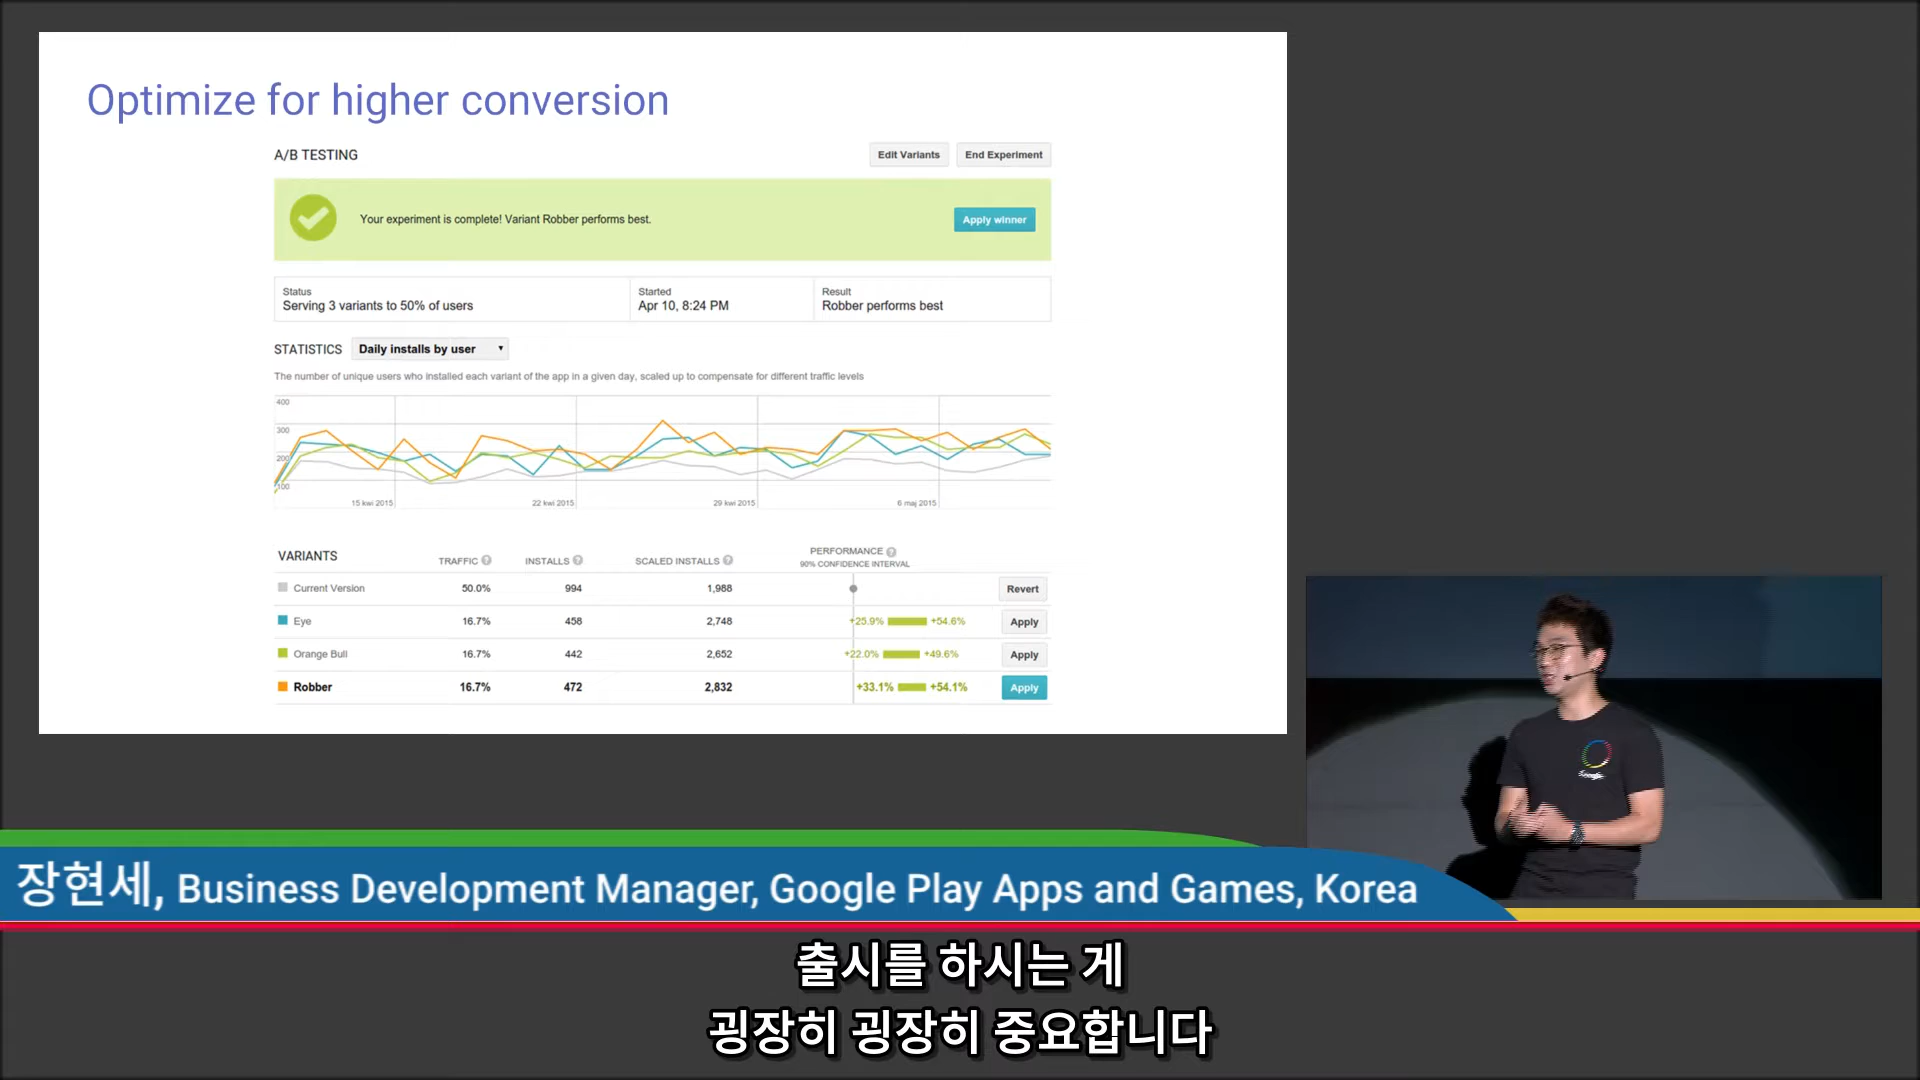 Optimize for higher conversion
A/B TESTING
Edit Variants
End Experiment
Your experiment is complete! Variant Robber performs best.
Apply winner
Status
Serving 3 variants to 50% of users
Started
Apr 10, 8:24 PM
Result
Robber performs best
STATISTICS
Daily installs by user
The number of unique users who installed each variant of the app in a given day, scaled up to compensate for different traffic levels
400
300
200
100
15 kwi 2015
22 kwi 2015
29 kwi 2015
6 maj 2015
VARIANTS
TRAFFIC ?
INSTALLS ?
SCALED INSTALLS ?
PERFORMANCE ?
90% CONFIDENCE INTERVAL
Current Version 50.0% 994 1,988 Revert
Eye 16.7% 458 2,748 +25.9% +54.6% Apply
Orange Bull 16.7% 442 2,652 +22.0% +49.6% Apply
Robber 16.7% 472 2,832 +33.1% +54.1% Apply
장현세, Business Development Manager, Google Play Apps and Games, Korea
출시를 하시는 게
굉장히 굉장히 중요합니다